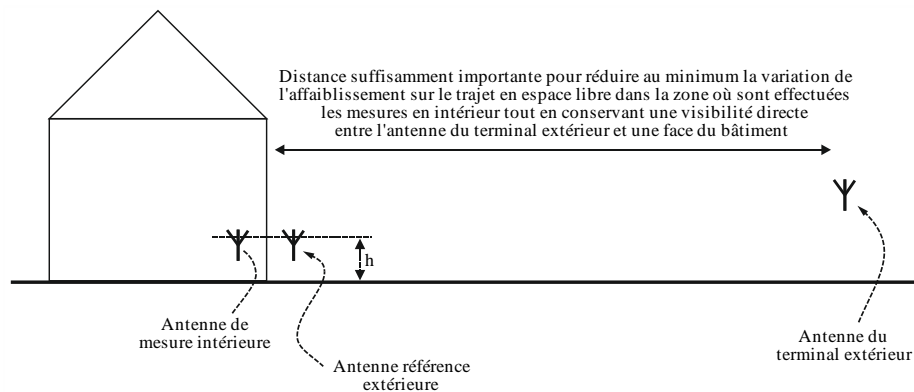 Distance suffisamment importante pour réduire au minimum la variation de
l'affaiblissement sur le trajet en espace libre dans la zone où sont effectuées
les mesures en intérieur tout en conservant une visibilité directe
entre l'antenne du terminal extérieur et une face du bâtiment
h
Antenne de
mesure intérieure
Antenne référence
extérieure
Antenne du
terminal extérieur